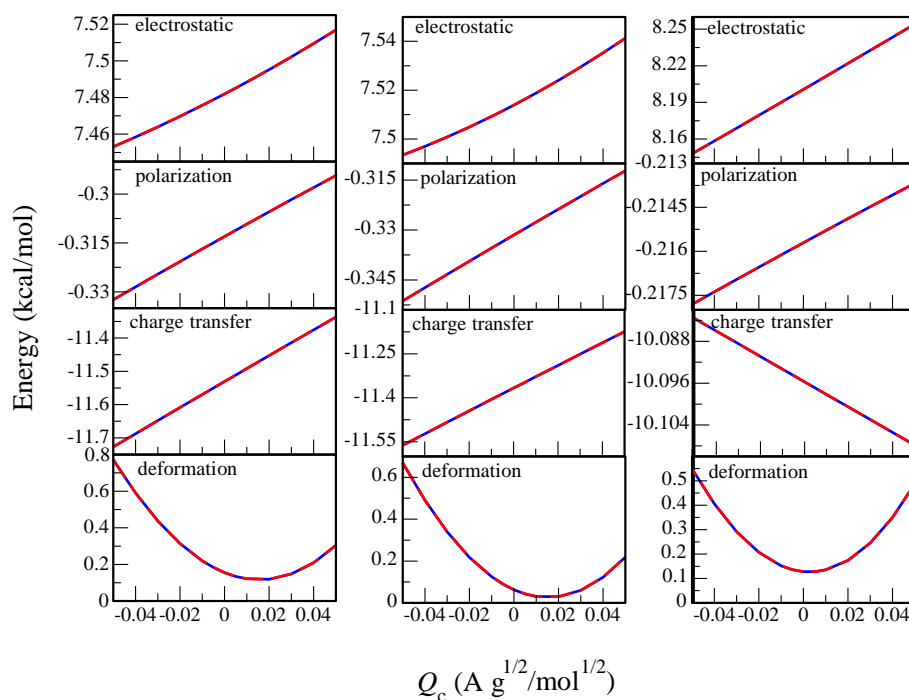 electrostatic
7.52
7.5
7.48
7.46
polarization
-0.3
-0.315
-0.33
charge transfer
-11.4
-11.5
-11.6
-11.7
deformation
0.8
0.6
0.4
0.2
0
-0.04 -0.02 0 0.02 0.04
electrostatic
7.54
7.52
7.5
polarization
-0.315
-0.33
-0.345
charge transfer
-11.1
-11.25
-11.4
-11.55
deformation
0.6
0.4
0.2
0
-0.04 -0.02 0 0.02 0.04
electrostatic
8.25
8.22
8.19
8.16
polarization
-0.213
-0.2145
-0.216
-0.2175
charge transfer
-10.088
-10.096
-10.104
deformation
0.5
0.4
0.3
0.2
0.1
0
-0.04 -0.02 0 0.02 0.04
Energy (kcal/mol)
Q_c (A g^1/2/mol^1/2)